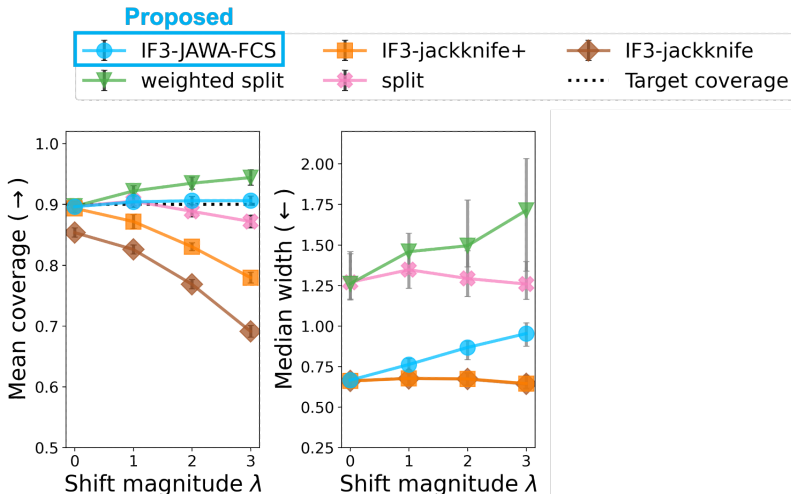 Proposed
IF3-JAWA-FCS
IF3-jackknife+
IF3-jackknife
weighted split
split
Target coverage
Mean coverage (→)
1.0
0.9
0.8
0.7
0.6
0.5
0 1 2 3
Shift magnitude λ
Median width (←)
2.00
1.75
1.50
1.25
1.00
0.75
0.50
0.25
0 1 2 3
Shift magnitude λ